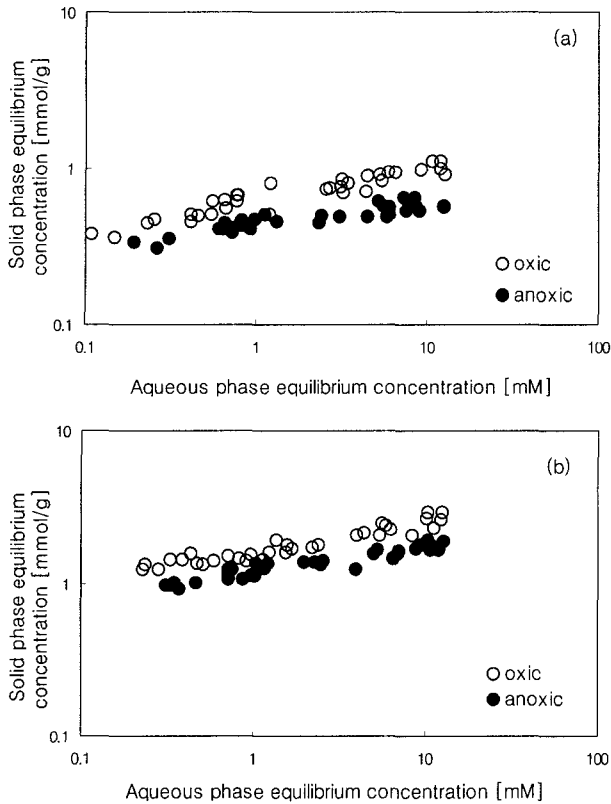 10
(a)
Solid phase equilibrium
concentration [mmol/g]
1
oxic
anoxic
0.1
0.1 1 10 100
Aqueous phase equilibrium concentration [mM]
10
(b)
Solid phase equilibrium
concentration [mmol/g]
1
oxic
anoxic
0.1
0.1 1 10 100
Aqueous phase equilibrium concentration [mM]